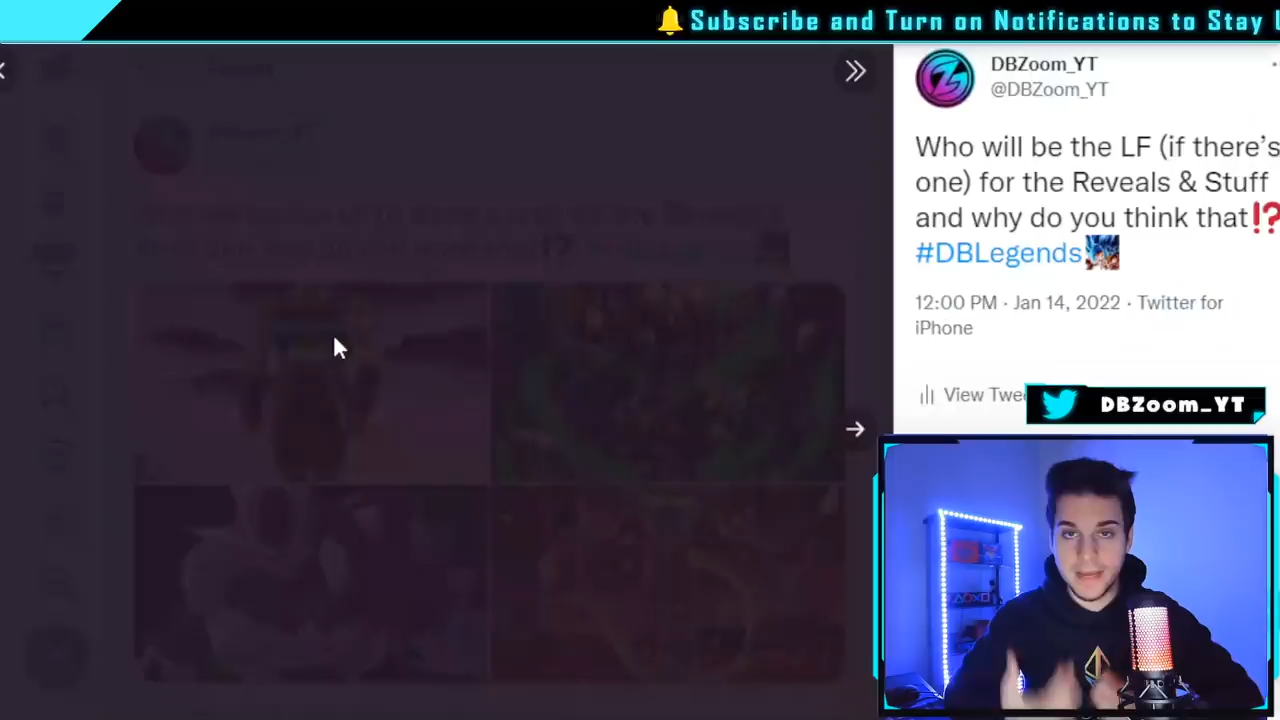 🔔Subscribe and Turn on Notifications to Stay
DBZoom_YT
@DBZoom_YT
Who will be the LF (if there’s
one) for the Reveals & Stuff
and why do you think that⁉
#DBLegends
12:00 PM · Jan 14, 2022 · Twitter for
iPhone
View
DBZoom_YT